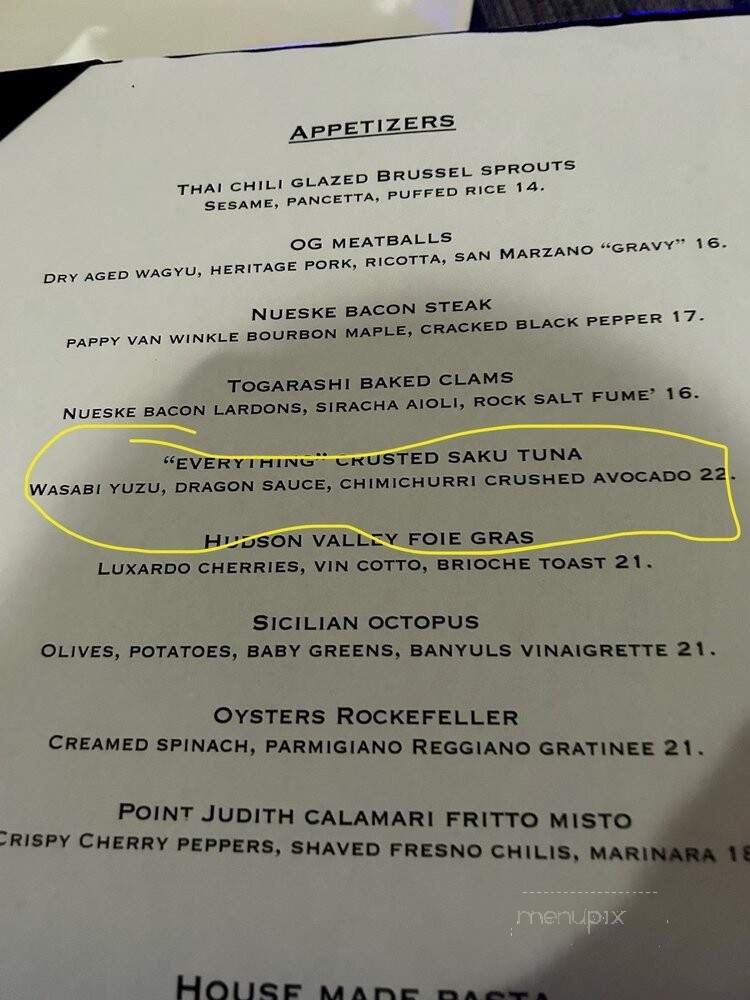 APPETIZERS
THAI CHILI GLAZED BRUSSEL SPROUTS
SESAME, PANCETTA, PUFFED RICE 14.
OG MEATBALLS
DRY AGED WAGYU, HERITAGE PORK, RICOTTA, SAN MARZANO “GRAVY” 16.
NUESKE BACON STEAK
PAPPY VAN WINKLE BOURBON MAPLE, CRACKED BLACK PEPPER 17.
TOGARASHI BAKED CLAMS
NUESKE BACON LARDONS, SIRACHA AIOLI, ROCK SALT FUME’ 16.
“EVERYTHING” CRUSTED SAKU TUNA
WASABI YUZU, DRAGON SAUCE, CHIMICHURRI CRUSHED AVOCADO 22.
HUDSON VALLEY FOIE GRAS
LUXARDO CHERRIES, VIN COTTO, BRIOCHE TOAST 21.
SICILIAN OCTOPUS
OLIVES, POTATOES, BABY GREENS, BANYULS VINAIGRETTE 21.
OYSTERS ROCKEFELLER
CREAMED SPINACH, PARMIGIANO REGGIANO GRATINEE 21.
POINT JUDITH CALAMARI FRITTO MISTO
CRISPY CHERRY PEPPERS, SHAVED FRESNO CHILIS, MARINARA
menupix
HOUSE MADE PASTA